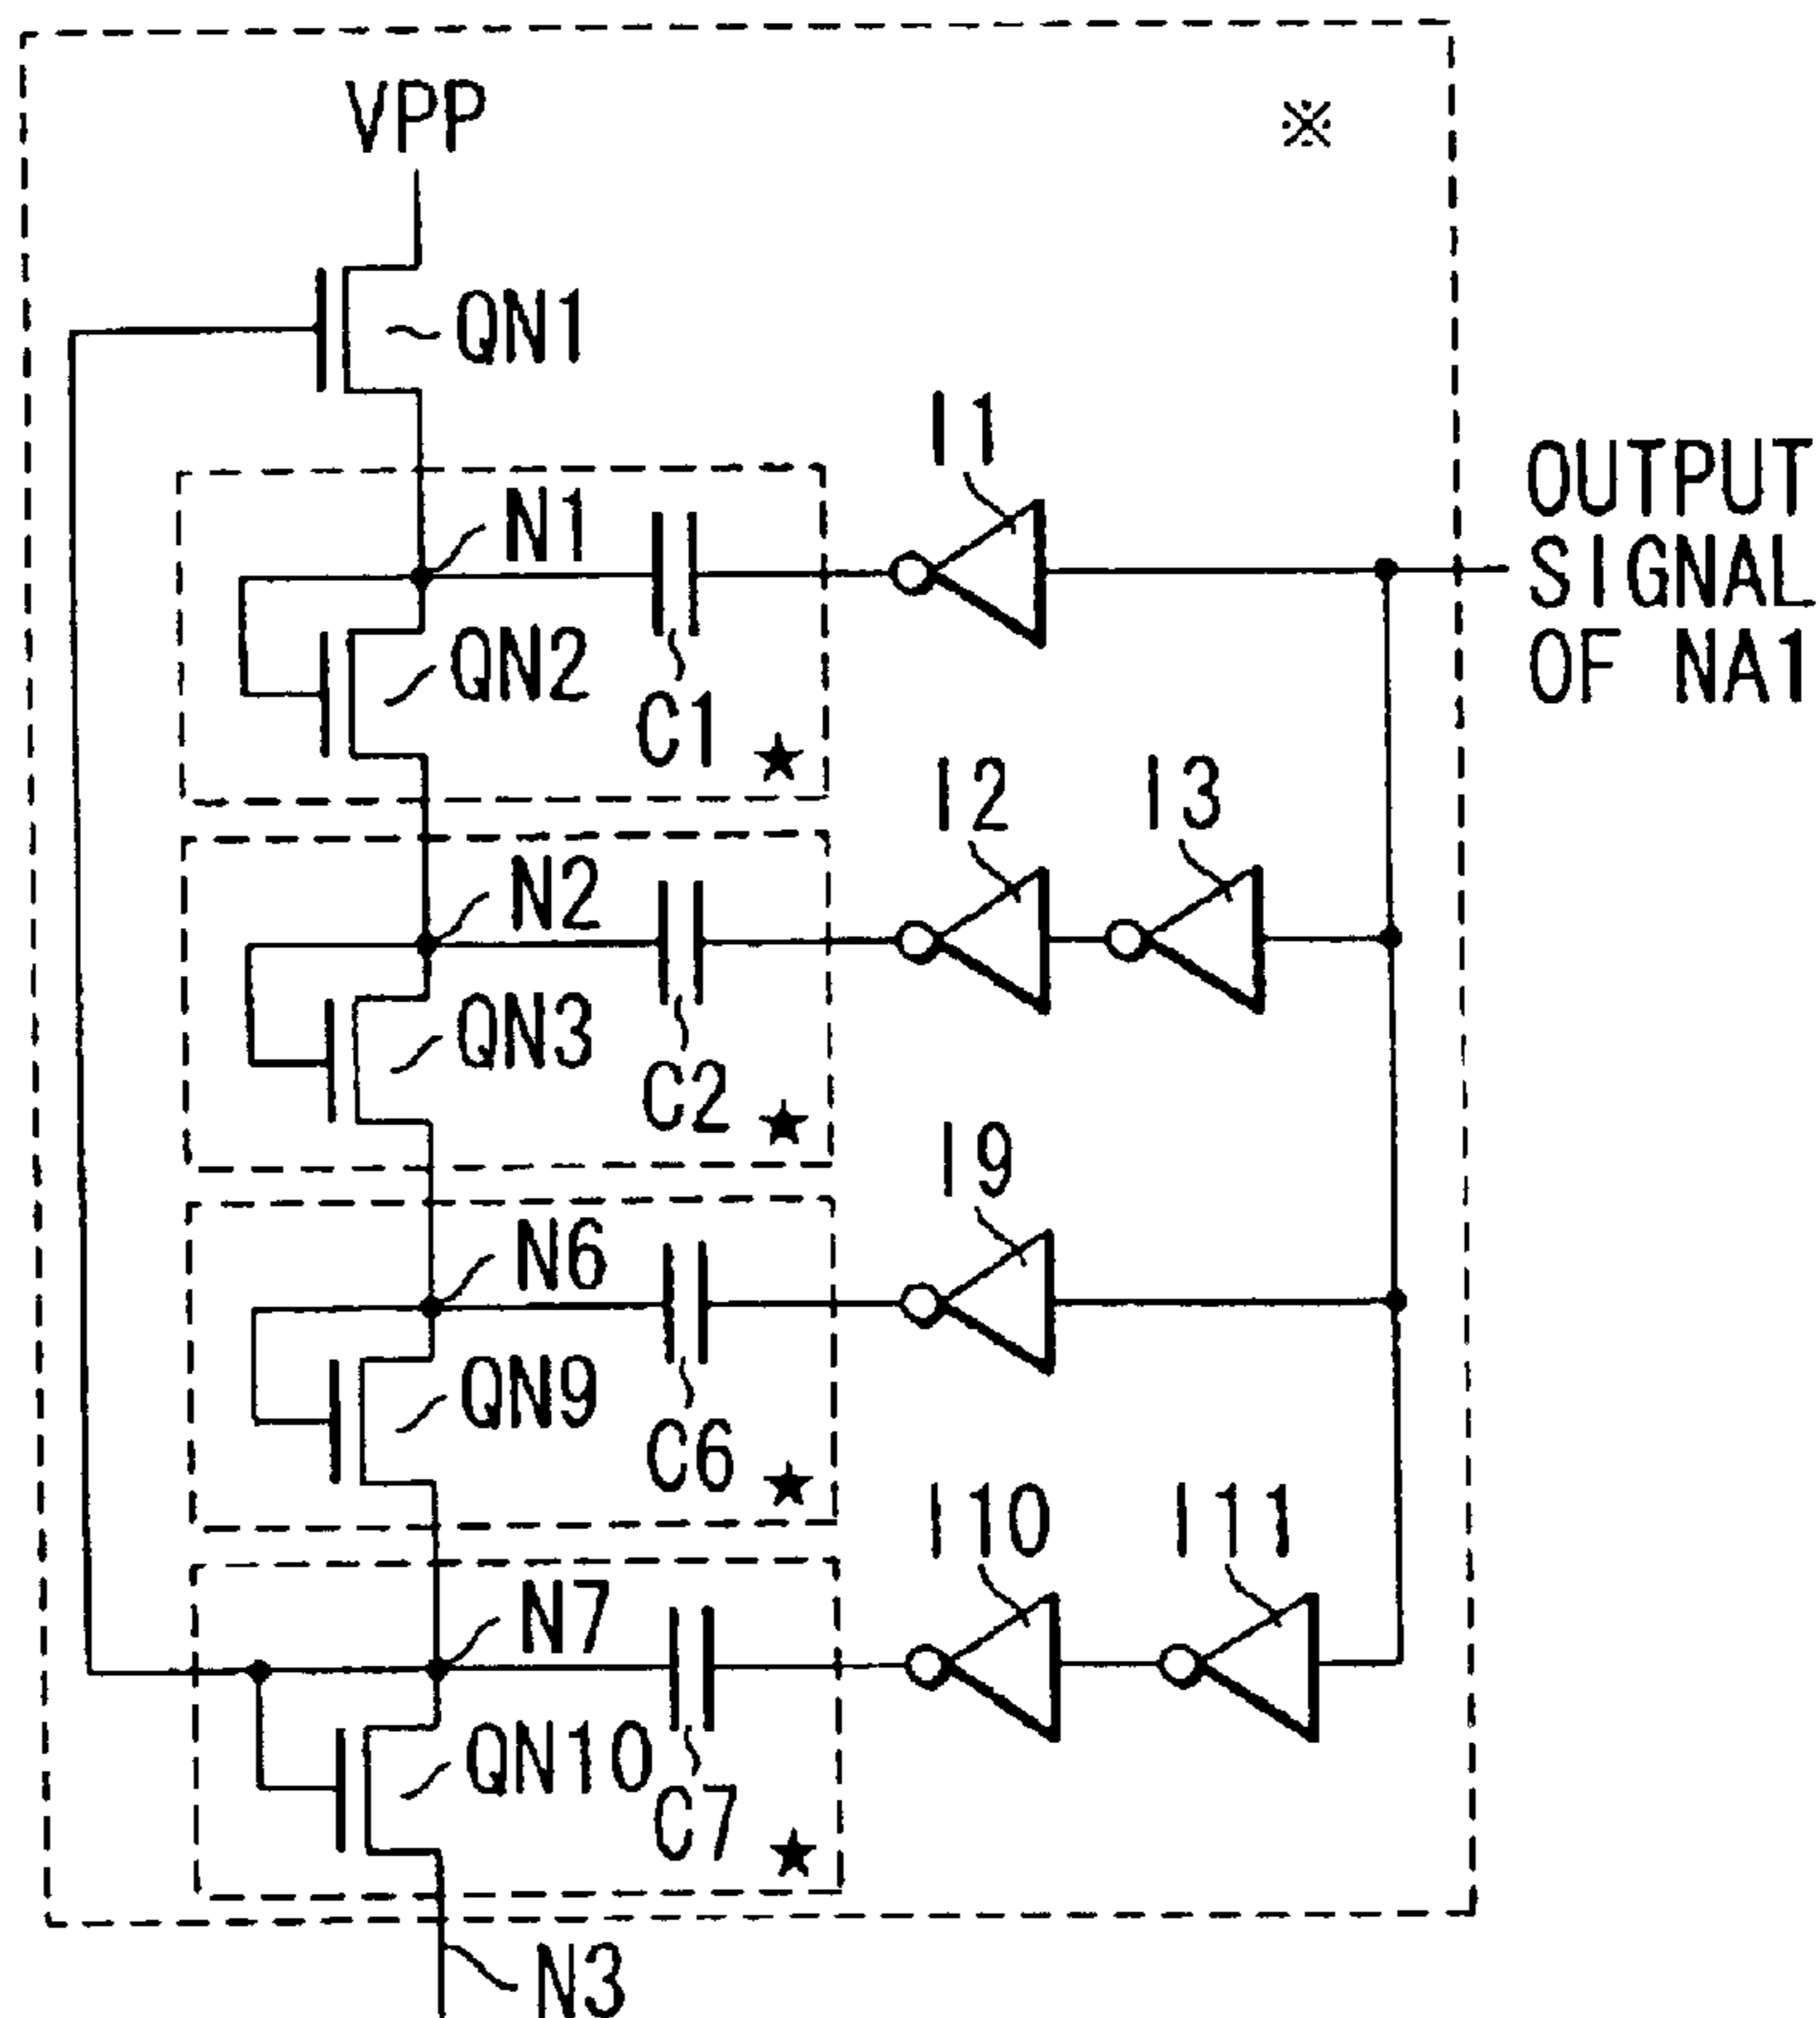 VPP
※
QN1
I1
OUTPUT
SIGNAL
OF NA1
N1
QN2
C1 ★
I2
I3
N2
QN3
C2 ★
I9
N6
QN9
C6 ★
I10
I11
N7
QN10
C7 ★
N3